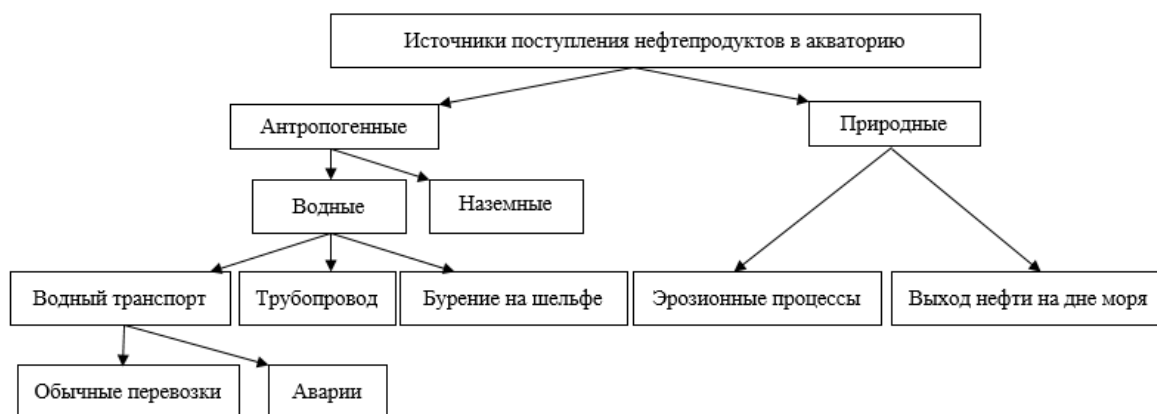 Источники поступления нефтепродуктов в акваторию
Антропогенные
Природные
Водные
Наземные
Водный транспорт
Трубопровод
Бурение на шельфе
Эрозионные процессы
Выход нефти на дне моря
Обычные перевозки
Аварии